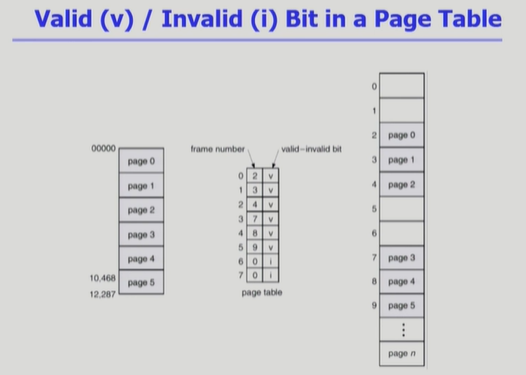 Valid (v) / Invalid (i) Bit in a Page Table
00000
page 0
page 1
page 2
page 3
page 4
10,468
page 5
12,287
frame number
valid–invalid bit
0 2 v
1 3 v
2 4 v
3 7 v
4 8 v
5 9 v
6 0 i
7 0 i
page table
0
1
2 page 0
3 page 1
4 page 2
5
6
7 page 3
8 page 4
9 page 5
⋮
page n